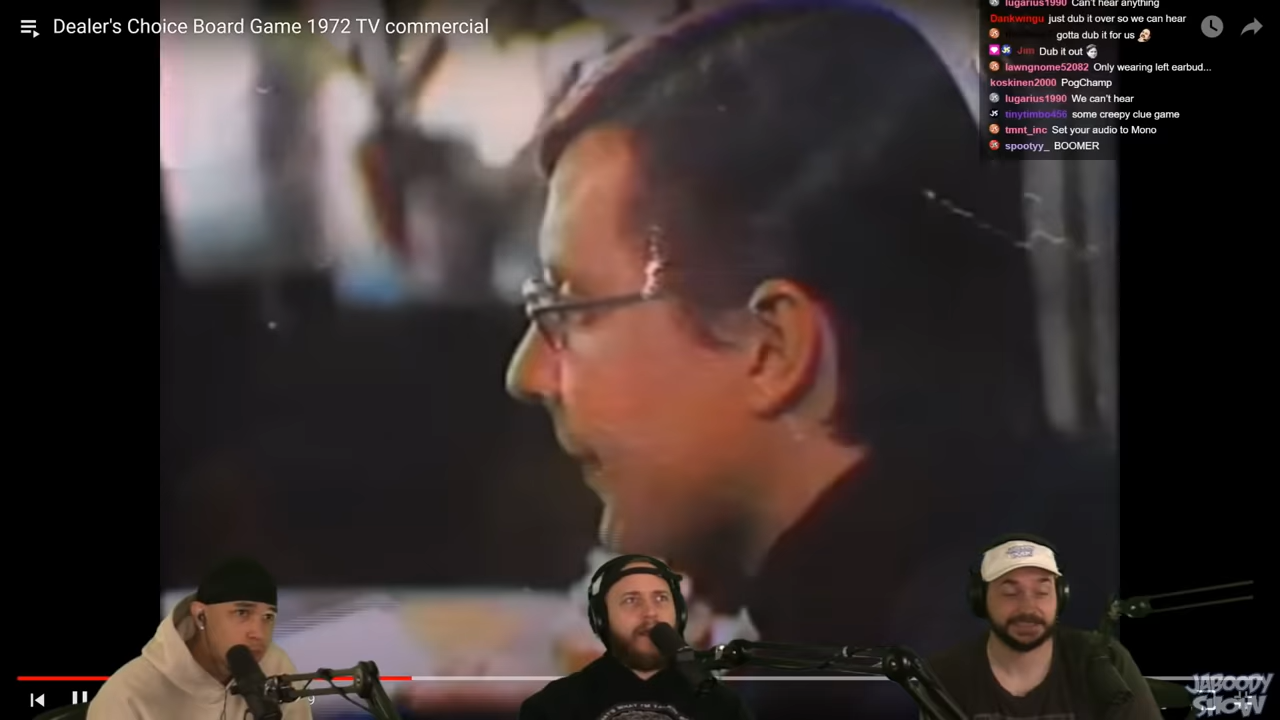 Dealer's Choice Board Game 1972 TV commercial
lugarius1990 Can't hear anything
Dankwingu just dub it over so we can hear
gotta dub it for us
Jim Dub it out
lawngnome52082 Only wearing left earbud...
koskinen2000 PogChamp
lugarius1990 We can't hear
tinytimbo456 some creepy clue game
tmnt_inc Set your audio to Mono
spootyy_ BOOMER
9
JABOODY
SHOW